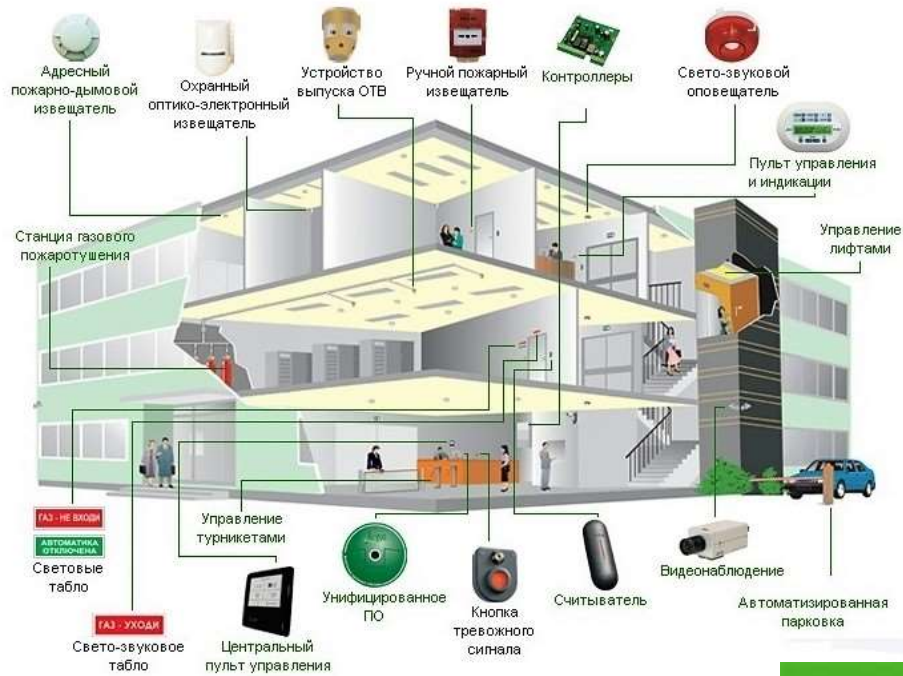 Адресный
пожарно-дымовой
извещатель
Охранный
оптико-электронный
извещатель
Устройство
выпуска ОТВ
Ручной пожарный
извещатель
Контроллеры
Свето-звуковой
оповещатель
Пульт управления
и индикации
Станция газового
пожаротушения
Управление
лифтами
ГАЗ - НЕ ВХОДИ
АВТОМАТИКА
ОТКЛЮЧЕНА
Световые
табло
ГАЗ - УХОДИ
Свето-звуковое
табло
Управление
турникетами
Центральный
пульт управления
Унифицированное
ПО
Кнопка
тревожного
сигнала
Считыватель
Видеонаблюдение
Автоматизированная
парковка